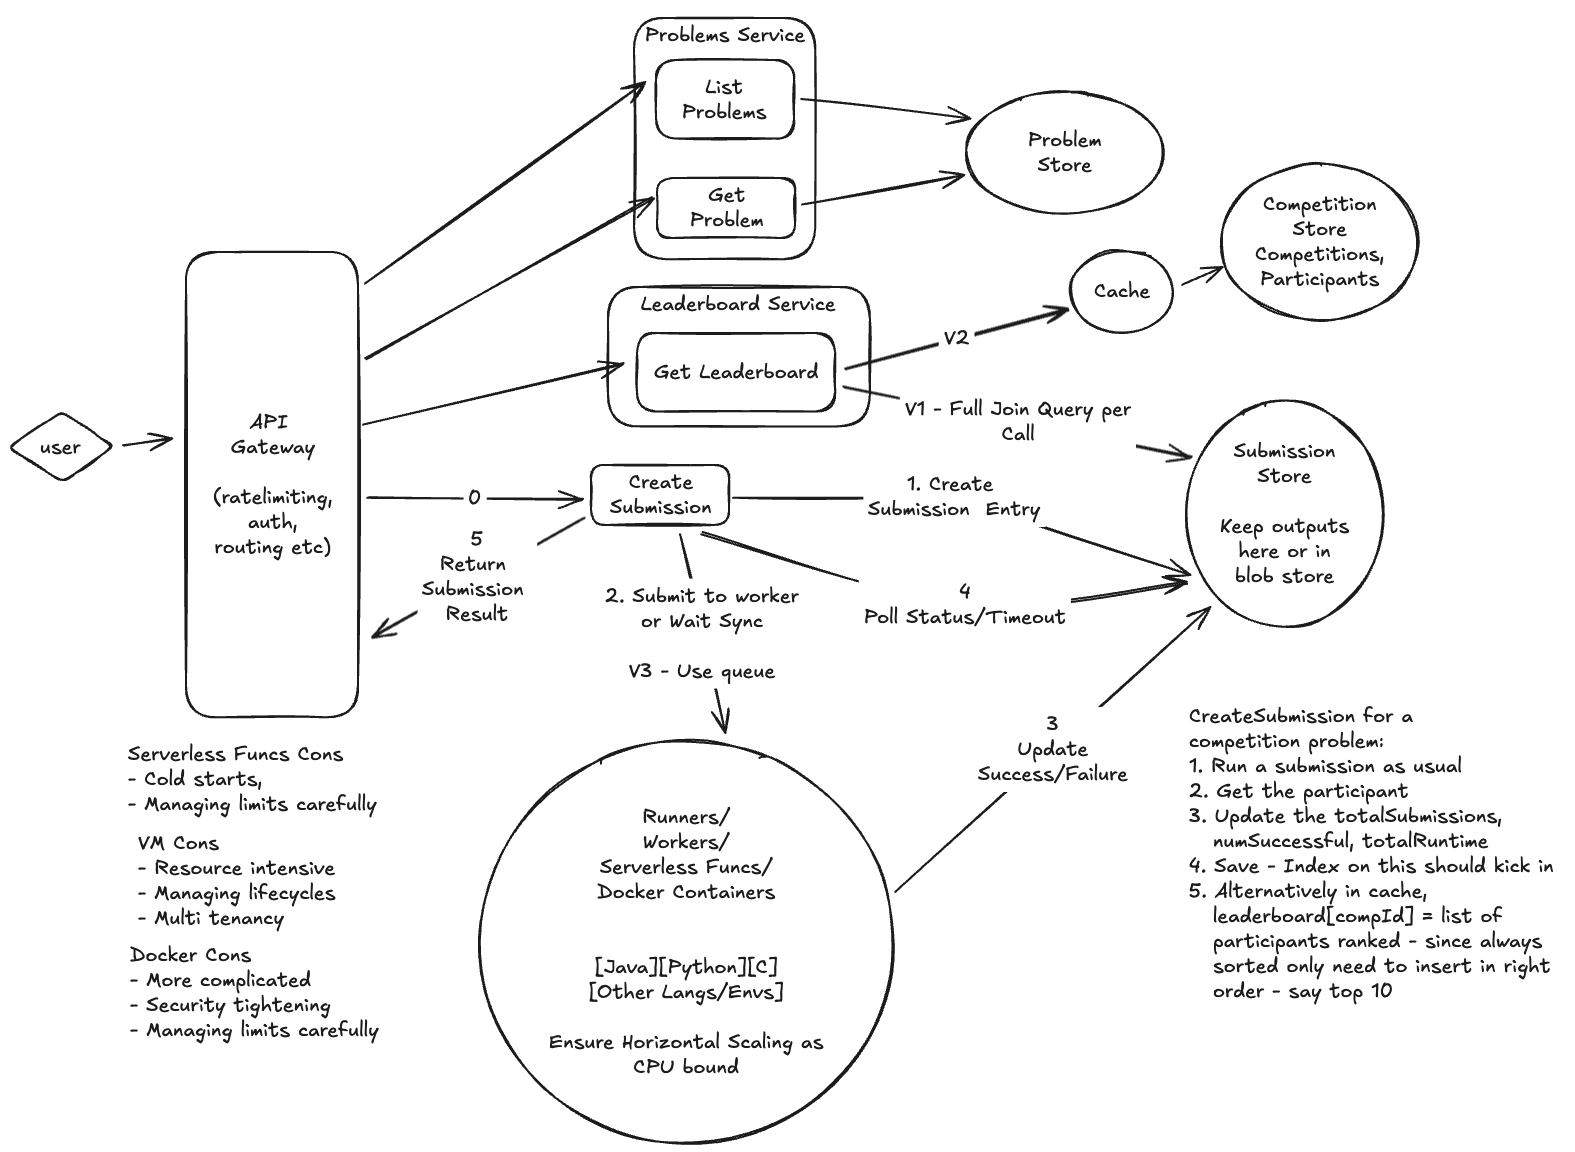 Problems Service
List
Problems
Get
Problem
Problem
Store
Competition
Store
Competitions,
Participants
Cache
Leaderboard Service
Get Leaderboard
V2
V1 - Full Join Query per
Call
user
API
Gateway
(ratelimiting,
auth,
routing etc)
0
Create
Submission
1. Create
Submission  Entry
Submission
Store
Keep outputs
here or in
blob store
5
Return
Submission
Result
2. Submit to worker
or Wait Sync
V3 - Use queue
4
Poll Status/Timeout
3
Update
Success/Failure
Serverless Funcs Cons
- Cold starts,
- Managing limits carefully
VM Cons
- Resource intensive
- Managing lifecycles
- Multi tenancy
Docker Cons
- More complicated
- Security tightening
- Managing limits carefully
Runners/
Workers/
Serverless Funcs/
Docker Containers
[Java][Python][C]
[Other Langs/Envs]
Ensure Horizontal Scaling as
CPU bound
CreateSubmission for a
competition problem:
1. Run a submission as usual
2. Get the participant
3. Update the totalSubmissions,
numSuccessful, totalRuntime
4. Save - Index on this should kick in
5. Alternatively in cache,
leaderboard[compId] = list of
participants ranked - since always
sorted only need to insert in right
order - say top 10